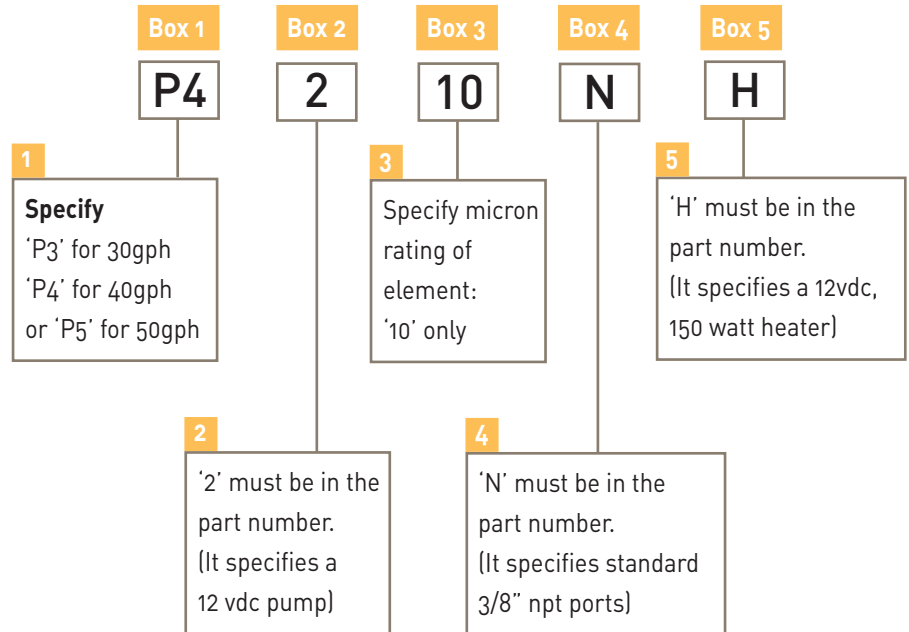 Box 1
Box 2
Box 3
Box 4
Box 5
P4
2
10
N
H
1
Specify
‘P3’ for 30gph
‘P4’ for 40gph
or ‘P5’ for 50gph
3
Specify micron
rating of
element:
‘10’ only
5
‘H’ must be in the
part number.
(It specifies a 12vdc,
150 watt heater)
2
‘2’ must be in the
part number.
(It specifies a
12 vdc pump)
4
‘N’ must be in the
part number.
(It specifies standard
3/8” npt ports)